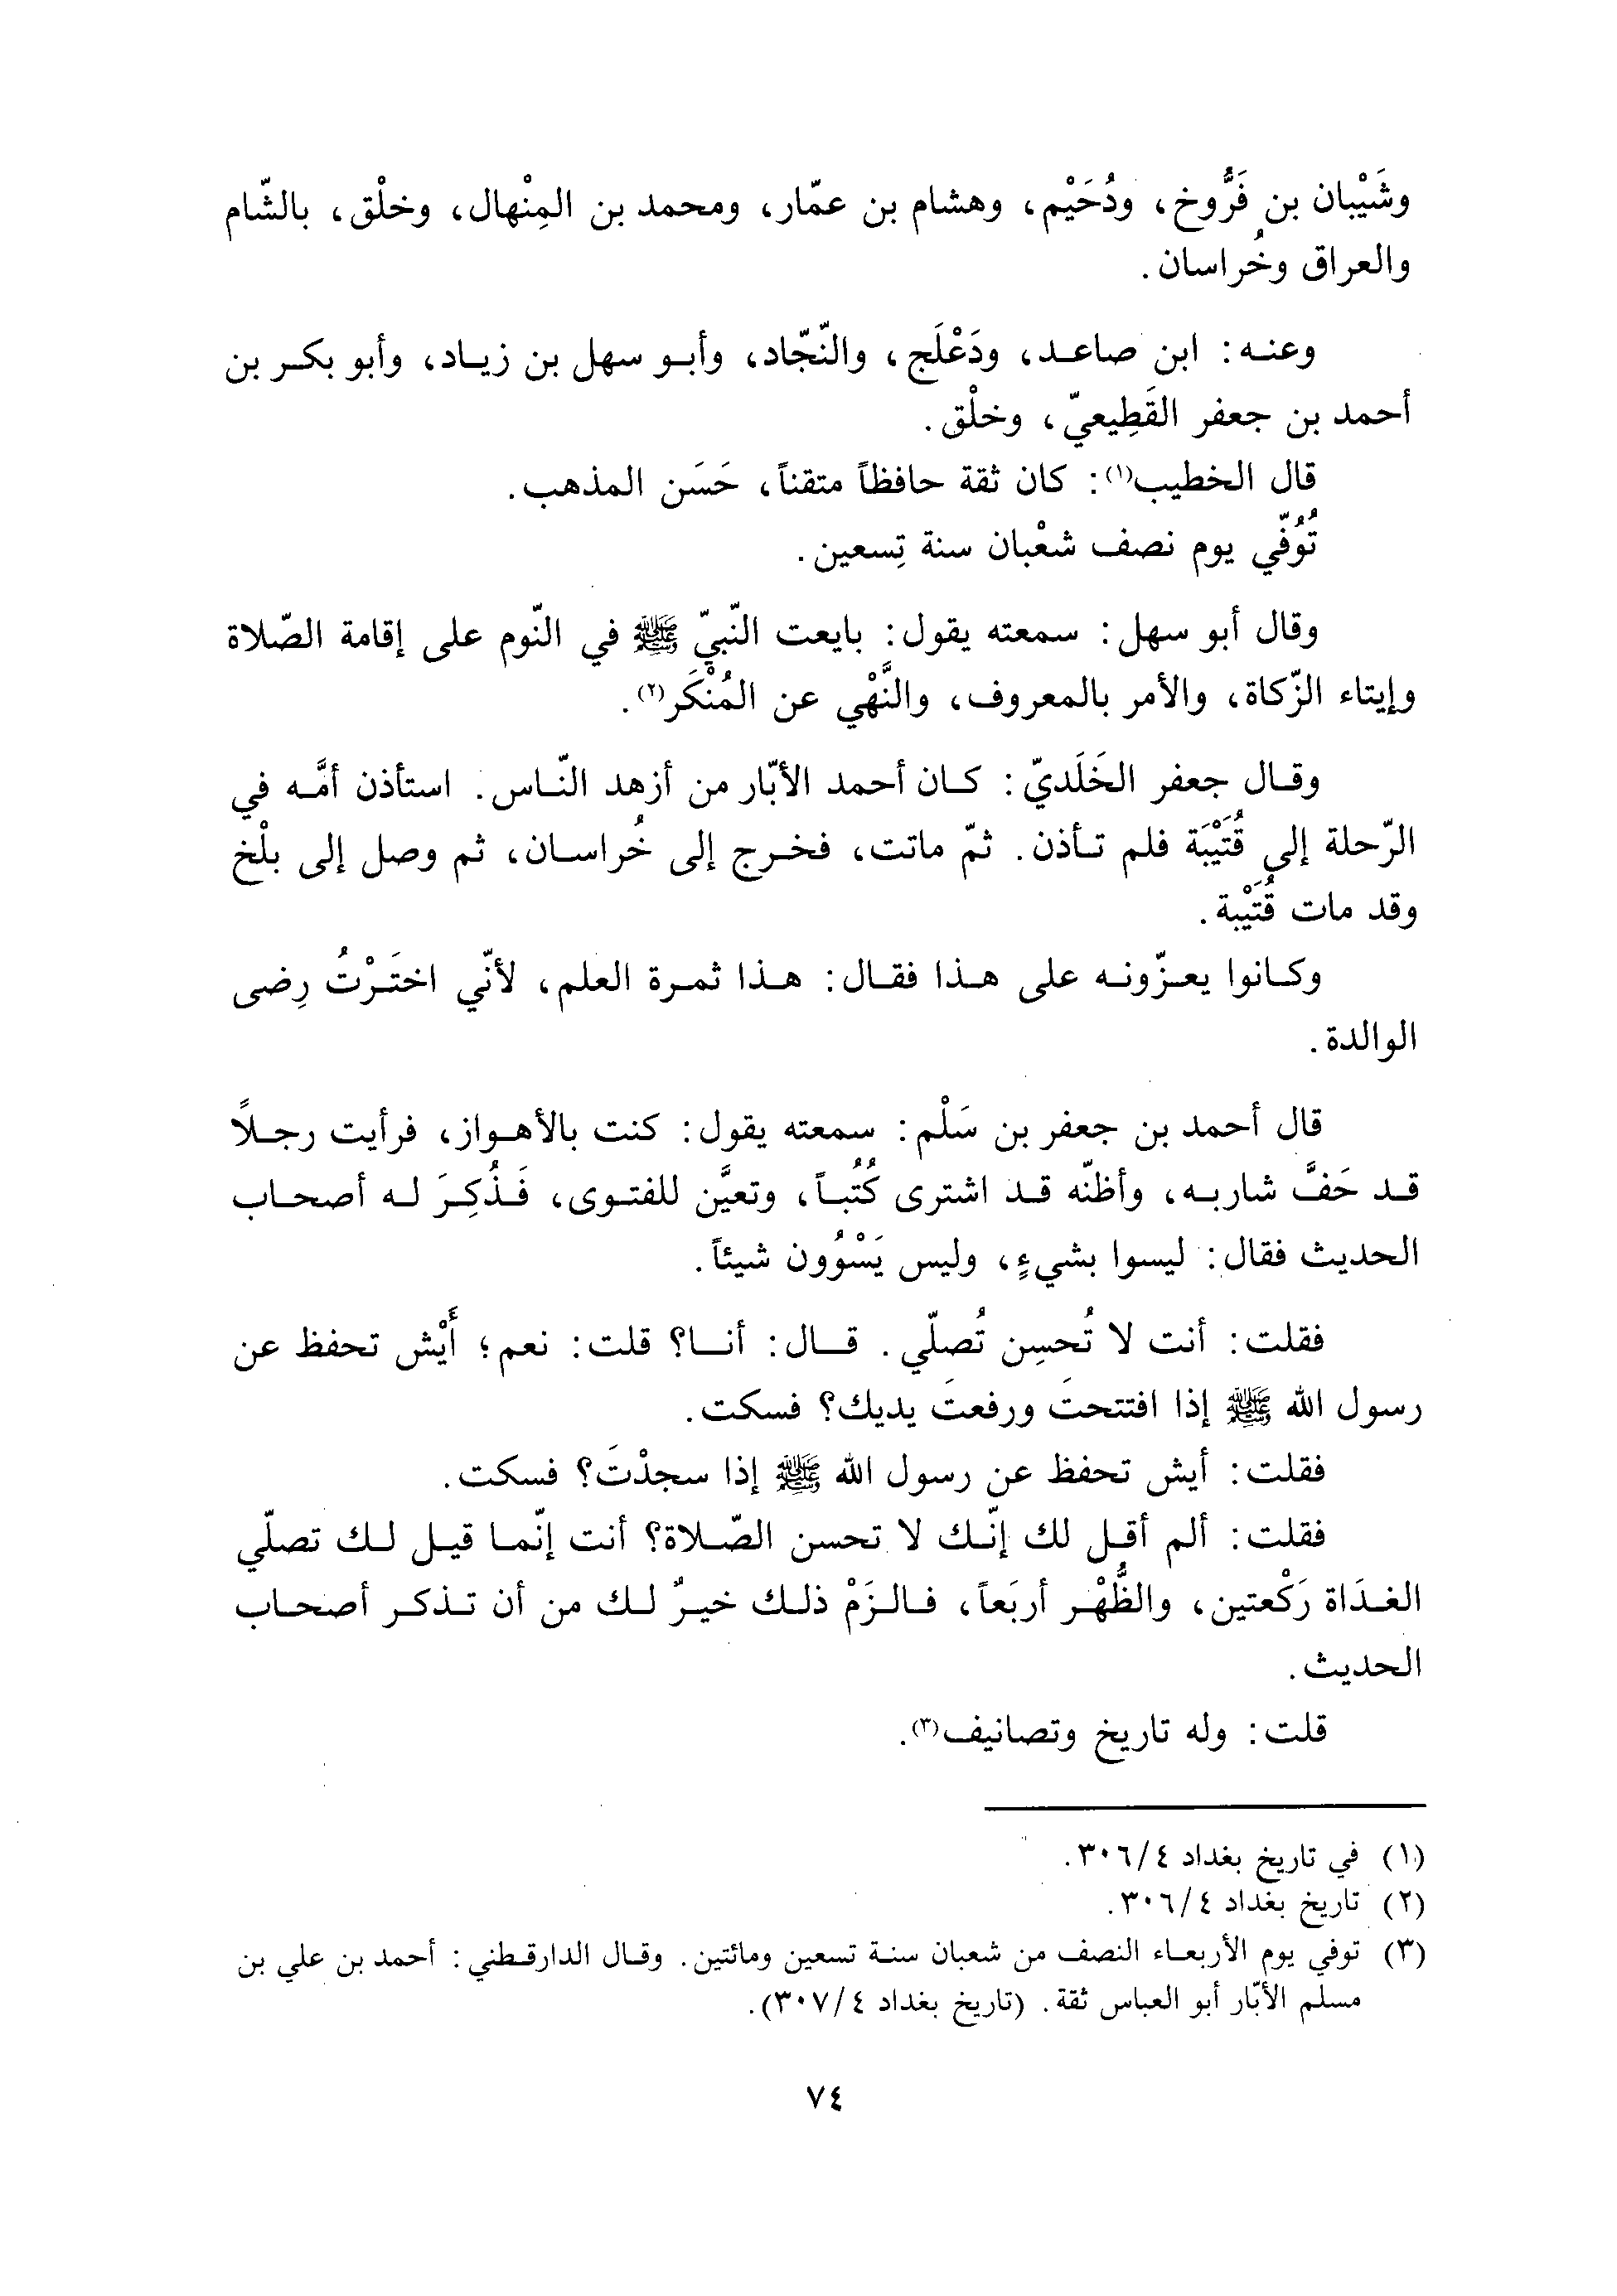 وشَيْبان بن فَرُّوخ، ودُحَيْم، وهشام بن عمّار، ومحمد بن المِنْهال، وخلْق، بالشّام
والعراق وخُراسان.
وعنه: ابن صاعد، ودَعْلَج، والنّجّاد، وأبو سهل بن زياد، وأبو بكر بن
أحمد بن جعفر القَطِيعيّ، وخلْق.
قال الخطيب(١): كان ثقة حافظاً متقناً، حَسَن المذهب.
تُوُفّي يوم نصف شعْبان سنة تِسعين.
وقال أبو سهل: سمعته يقول: بايعت النّبيّ ﷺ في النّوم على إقامة الصّلاة
وإيتاء الزّكاة، والأمر بالمعروف، والنَّهْي عن المُنْكَر(٢).
وقال جعفر الخَلَديّ: كان أحمد الأبّار من أزهد النّاس. استأذن أمَّه في
الرّحلة إلى قُتَيْبَة فلم تأذن. ثمّ ماتت، فخرج إلى خُراسان، ثم وصل إلى بلْخ
وقد مات قُتَيْبة.
وكانوا يعزّونه على هذا فقال: هذا ثمرة العلم، لأنّي اختَرْتُ رِضى
الوالدة.
قال أحمد بن جعفر بن سَلْم: سمعته يقول: كنت بالأهواز، فرأيت رجلاً
قد حَفَّ شاربه، وأظنّه قد اشترى كُتُباً، وتعيَّن للفتوى، فَذُكِرَ له أصحاب
الحديث فقال: ليسوا بشيءٍ، وليس يَسْوُون شيئاً.
فقلت: أنت لا تُحسِن تُصلّي. قال: أنا؟ قلت: نعم؛ أَيْش تحفظ عن
رسول الله ﷺ إذا افتتحتَ ورفعتَ يديك؟ فسكت.
فقلت: أيش تحفظ عن رسول الله ﷺ إذا سجدْتَ؟ فسكت.
فقلت: ألم أقل لك إنّك لا تحسن الصّلاة؟ أنت إنّما قيل لك تصلّي
الغدَاة رَكْعتين، والظُّهْر أربَعاً، فالزَمْ ذلك خيرٌ لك من أن تذكر أصحاب
الحديث.
قلت: وله تاريخ وتصانيف(٣).
(١) في تاريخ بغداد ٣٠٦/٤.
(٢) تاريخ بغداد ٣٠٦/٤.
(٣) توفي يوم الأربعاء النصف من شعبان سنة تسعين ومائتين. وقال الدارقطني: أحمد بن علي بن
مسلم الأبّار أبو العباس ثقة. (تاريخ بغداد ٣٠٧/٤).
٧٤